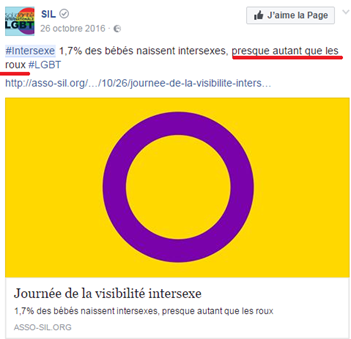 LGBT
SIL
26 octobre 2016 ·
J'aime la Page
#Intersexe 1,7% des bébés naissent intersexes, presque autant que les
roux #LGBT
http://asso-sil.org/…/10/26/journee-de-la-visibilite-inters…
Journée de la visibilité intersexe
1,7% des bébés naissent intersexes, presque autant que les roux
ASSO-SIL.ORG